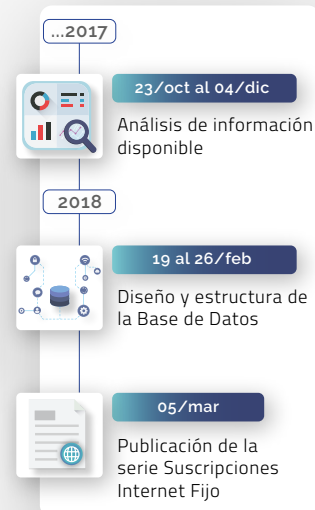 ...2017
23/oct al 04/dic
Análisis de información
disponible
2018
19 al 26/feb
Diseño y estructura de
la Base de Datos
05/mar
Publicación de la
serie Suscripciones
Internet Fijo